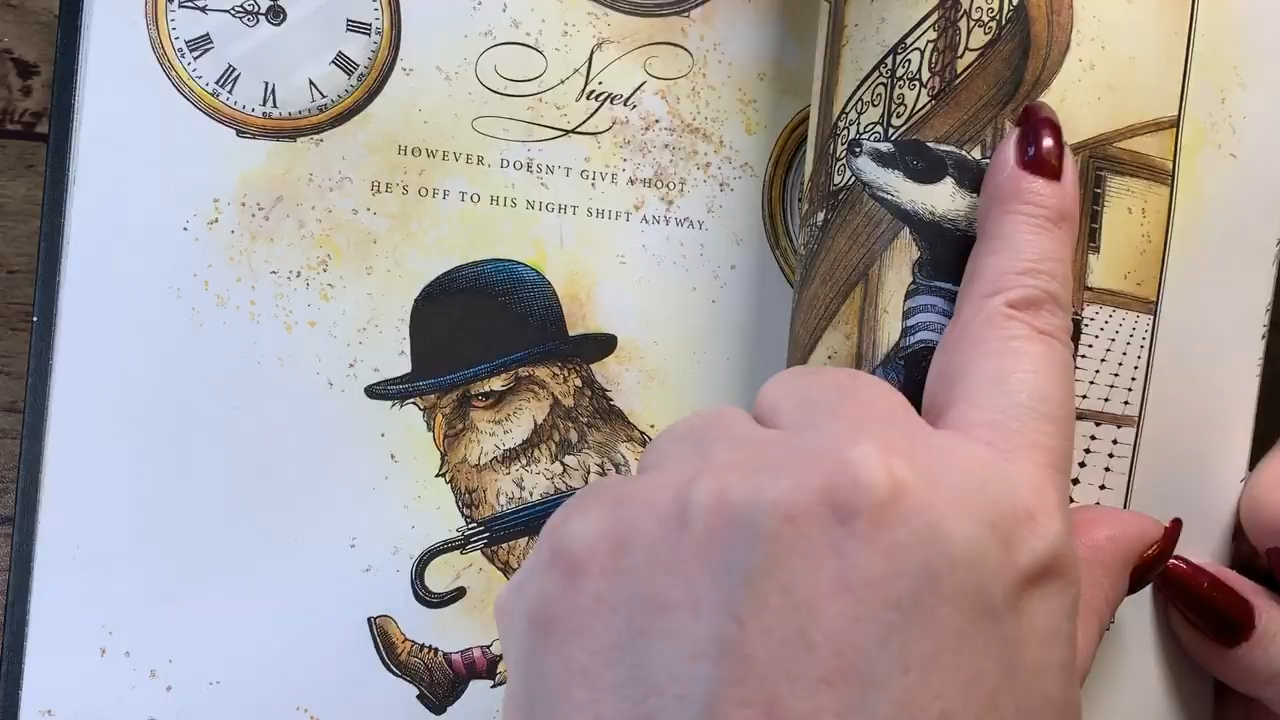 Nigel,
HOWEVER, DOESN'T GIVE A HOOT.
HE'S OFF TO HIS NIGHT SHIFT ANYWAY.